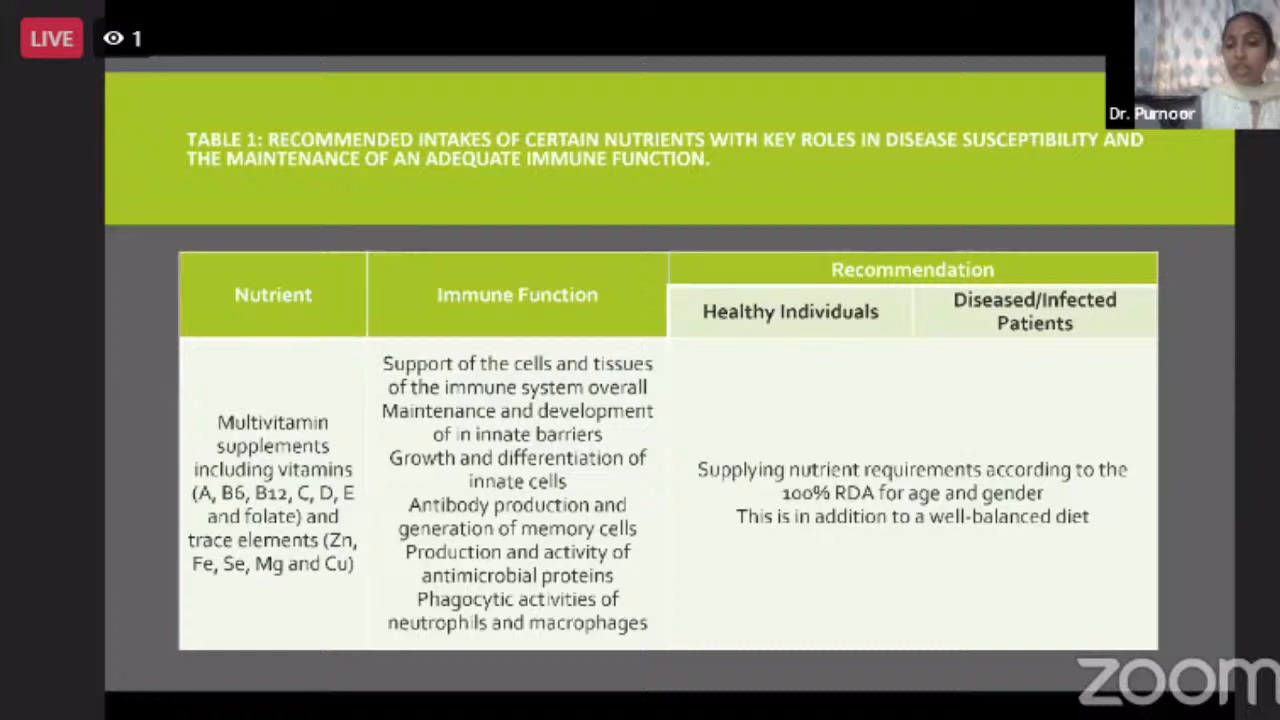 LIVE
1
Dr. Purnoor
TABLE 1: RECOMMENDED INTAKES OF CERTAIN NUTRIENTS WITH KEY ROLES IN DISEASE SUSCEPTIBILITY AND
THE MAINTENANCE OF AN ADEQUATE IMMUNE FUNCTION.
Nutrient
Immune Function
Recommendation
Healthy Individuals
Diseased/Infected
Patients
Multivitamin
supplements
including vitamins
(A, B6, B12, C, D, E
and folate) and
trace elements (Zn,
Fe, Se, Mg and Cu)
Support of the cells and tissues
of the immune system overall
Maintenance and development
of in innate barriers
Growth and differentiation of
innate cells
Antibody production and
generation of memory cells
Production and activity of
antimicrobial proteins
Phagocytic activities of
neutrophils and macrophages
Supplying nutrient requirements according to the
100% RDA for age and gender
This is in addition to a well-balanced diet
zoom